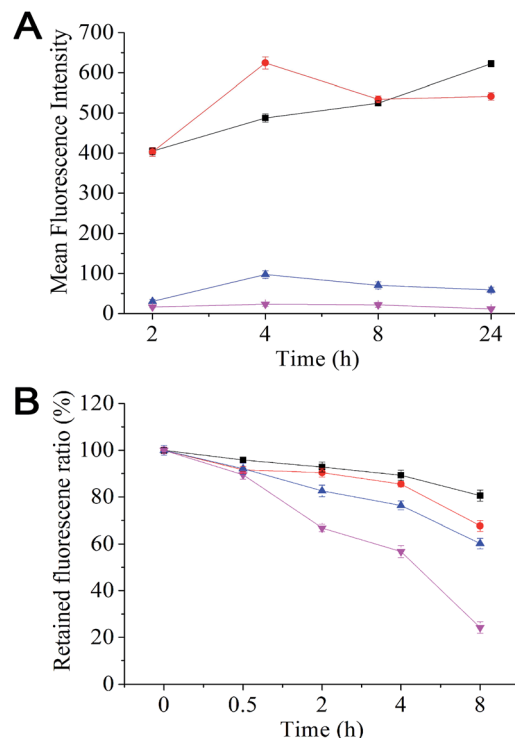 A
700
600
500
400
300
200
100
0
Mean Fluorescence Intensity
2 4 8 24
Time (h)
B
120
100
80
60
40
20
0
Retained fluorescene ratio (%)
0 0.5 2 4 8
Time (h)